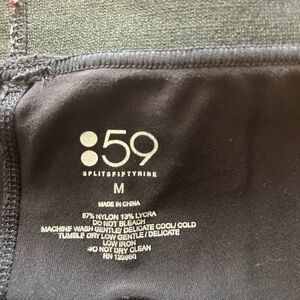 :59
SPLITSFIFTYNINE
M
MADE IN CHINA
87% NYLON 13% LYCRA
DO NOT BLEACH
MACHINE WASH GENTLE/ DELICATE COOL/ COLD
TUMBLE DRY LOW GENTLE / DELICATE
LOW IRON
DO NOT DRY CLEAN
RN